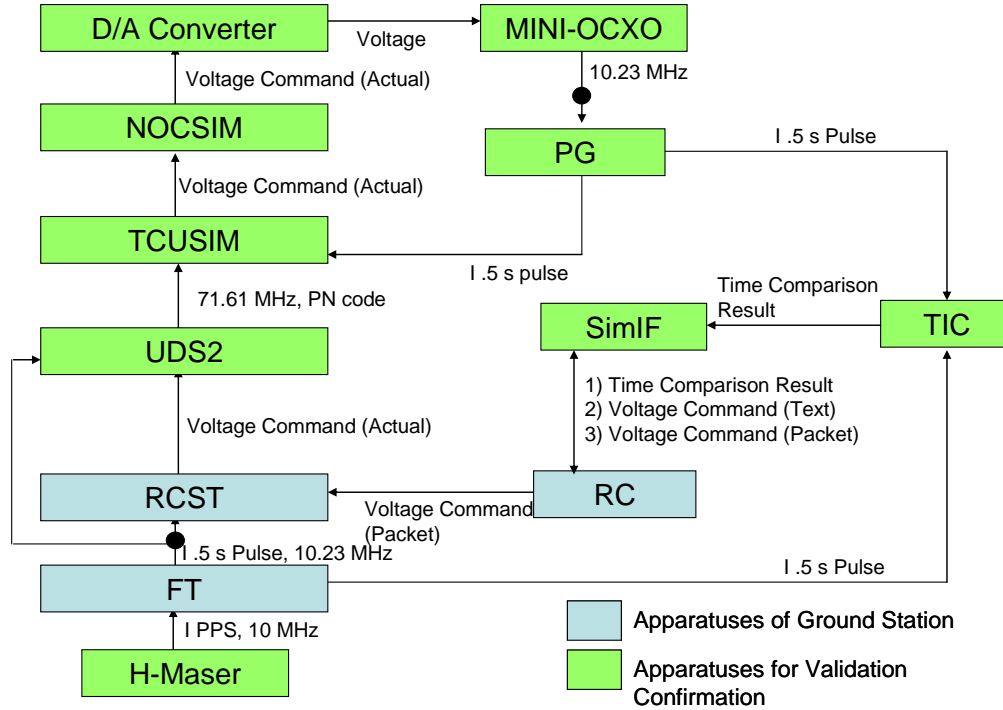 D/A Converter
Voltage
MINI-OCXO
Voltage Command (Actual)
10.23 MHz
NOCSIM
PG
I .5 s Pulse
Voltage Command (Actual)
TCUSIM
I .5 s pulse
71.61 MHz, PN code
Time Comparison
Result
SimIF
TIC
UDS2
1) Time Comparison Result
2) Voltage Command (Text)
3) Voltage Command (Packet)
Voltage Command (Actual)
RCST
RC
Voltage Command
(Packet)
I .5 s Pulse, 10.23 MHz
I .5 s Pulse
FT
I PPS, 10 MHz
H-Maser
Apparatuses of Ground Station
Apparatuses for Validation
Confirmation